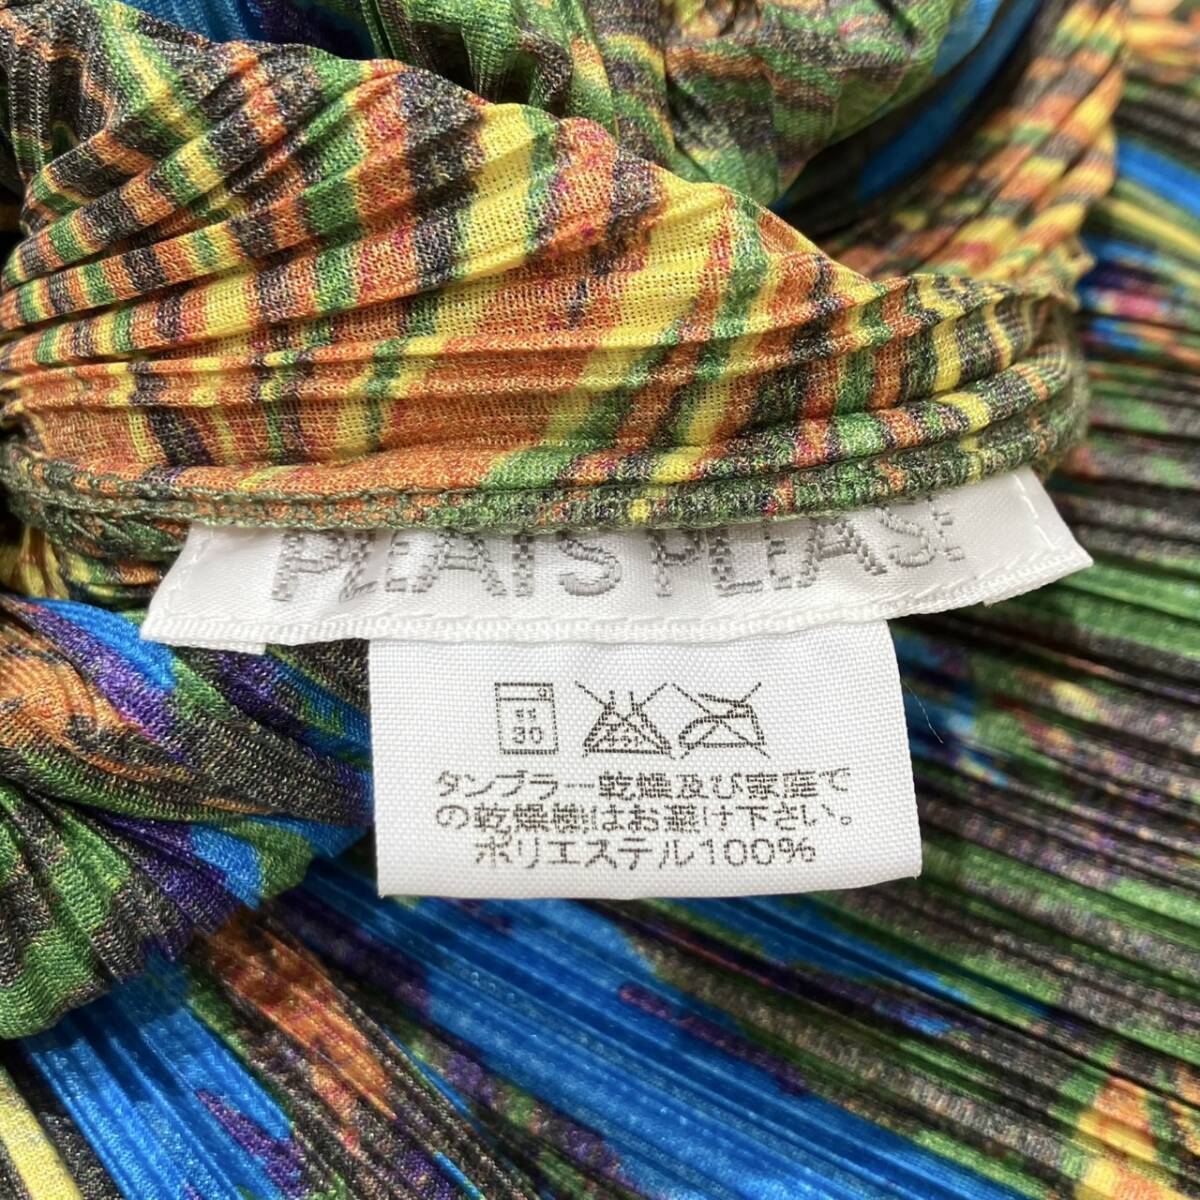 PLEATS PLEASE
30
タンブラー乾燥及び家庭で
の乾燥機はお避け下さい。
ポリエステル100%